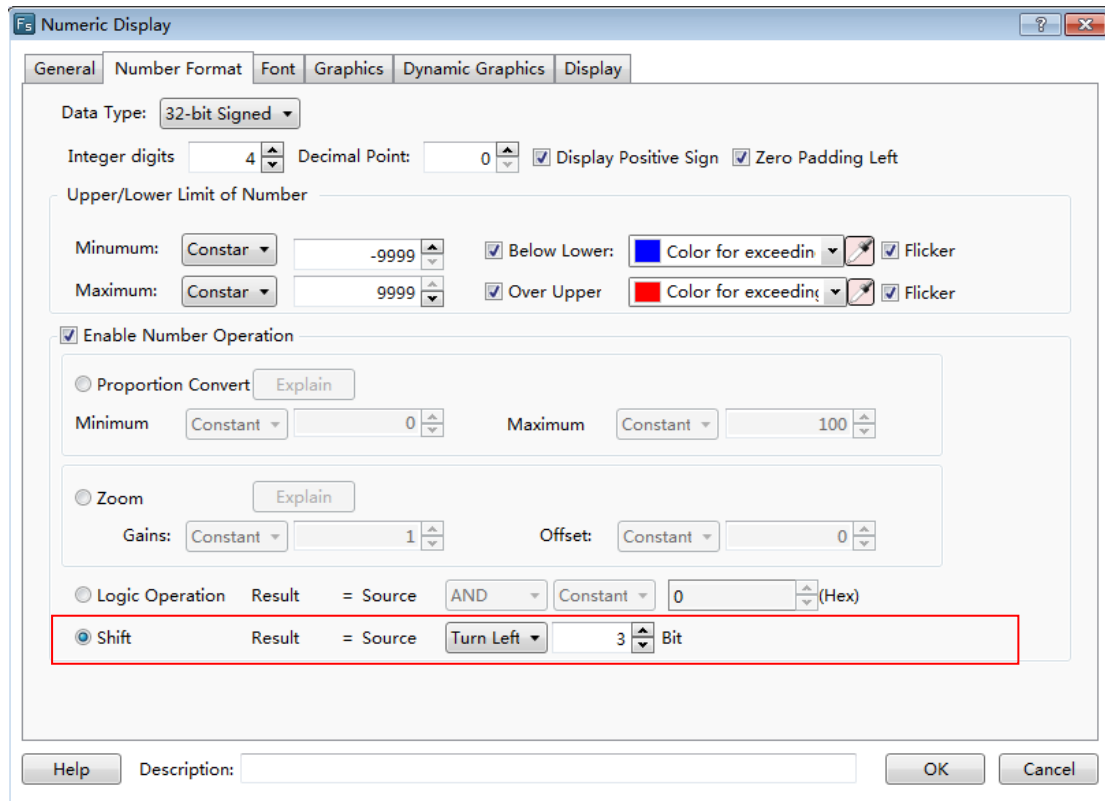 Fs Numeric Display ?
General Number Format Font Graphics Dynamic Graphics Display
Data Type: 32-bit Signed
Integer digits 4 Decimal Point: 0 Display Positive Sign Zero Padding Left
Upper/Lower Limit of Number
Minumum: Constar -9999 Below Lower: Color for exceedin Flicker
Maximum: Constar 9999 Over Upper Color for exceeding Flicker
Enable Number Operation
Proportion Convert Explain
Minimum Constant 0 Maximum Constant 100
Zoom Explain
Gains: Constant 1 Offset: Constant 0
Logic Operation Result = Source AND Constant 0 (Hex)
Shift Result = Source Turn Left 3 Bit
Help Description: OK Cancel